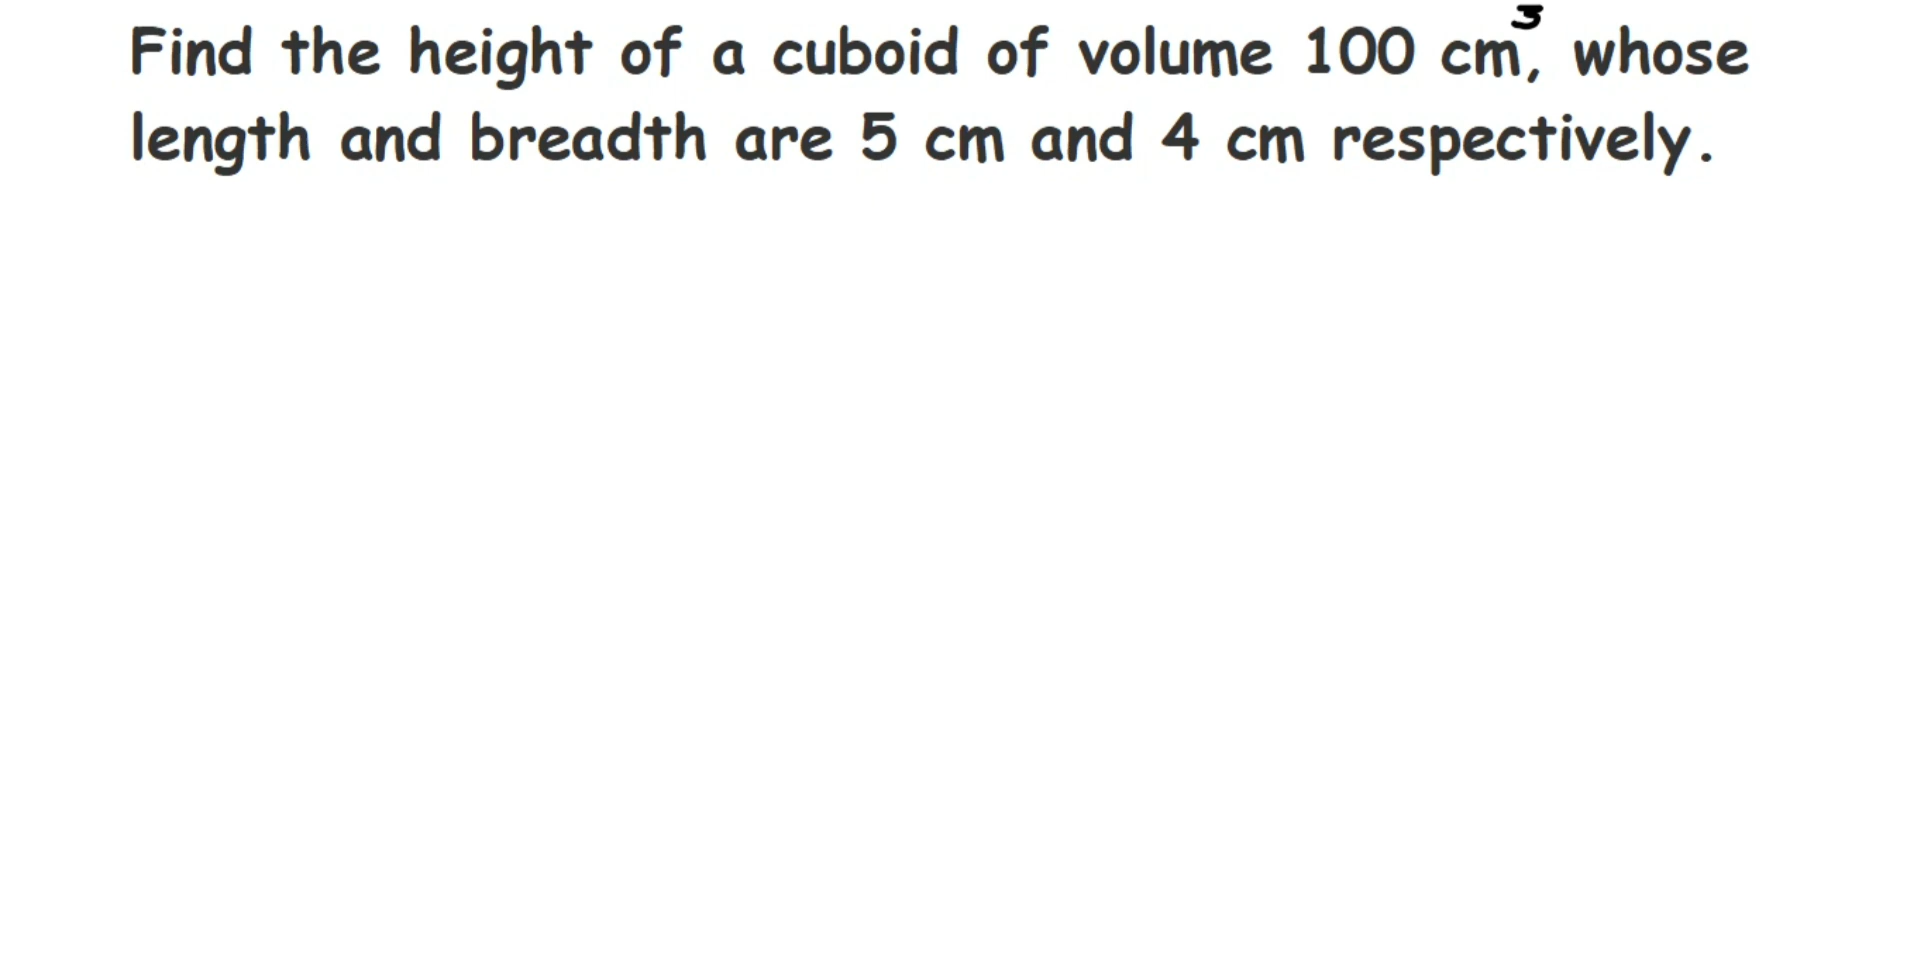 Find the height of a cuboid of volume 100 cm³, whose
length and breadth are 5 cm and 4 cm respectively.